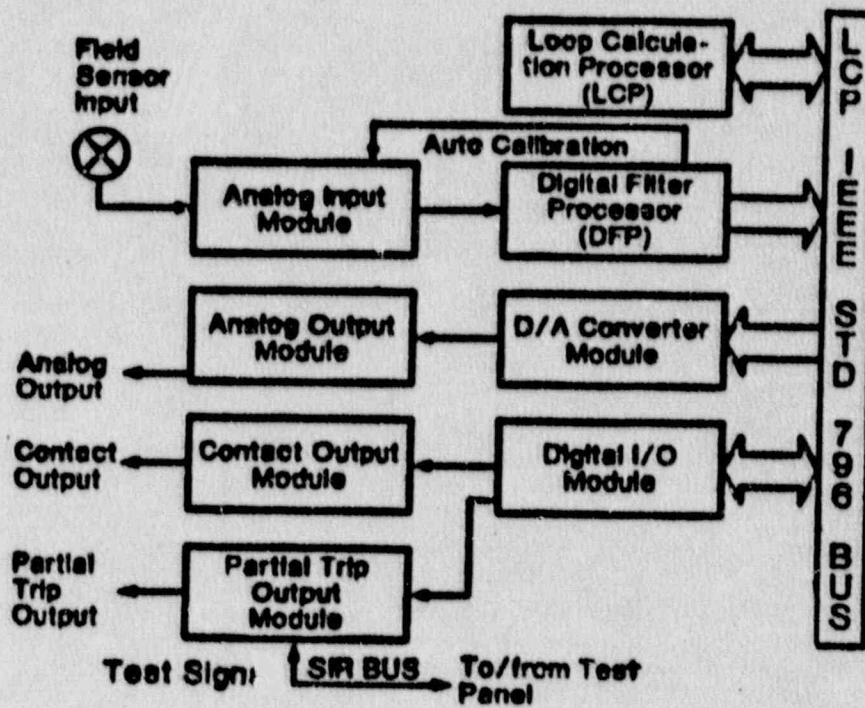 Field
Sensor
Input
Loop Calcula-
tion Processor
(LCP)
Auto Calibration
Analog Input
Module
Digital Filter
Processor
(DFP)
Analog Output
Module
D/A Converter
Module
Analog
Output
Contact Output
Module
Digital I/O
Module
Contact
Output
Partial Trip
Output
Module
Partial
Trip
Output
Test Sign
SIR BUS
To/from Test
Panel
LCP IEEE STD 796 BUS